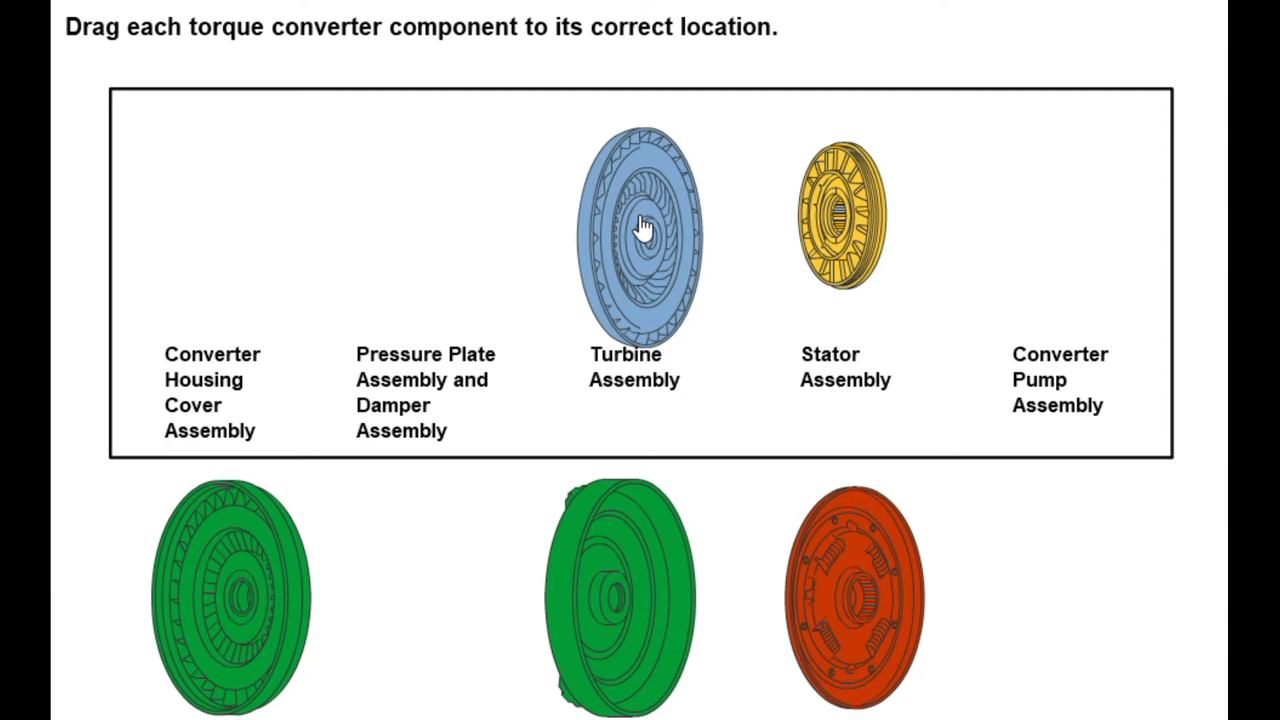 Drag each torque converter component to its correct location.
Converter
Housing
Cover
Assembly
Pressure Plate
Assembly and
Damper
Assembly
Turbine
Assembly
Stator
Assembly
Converter
Pump
Assembly